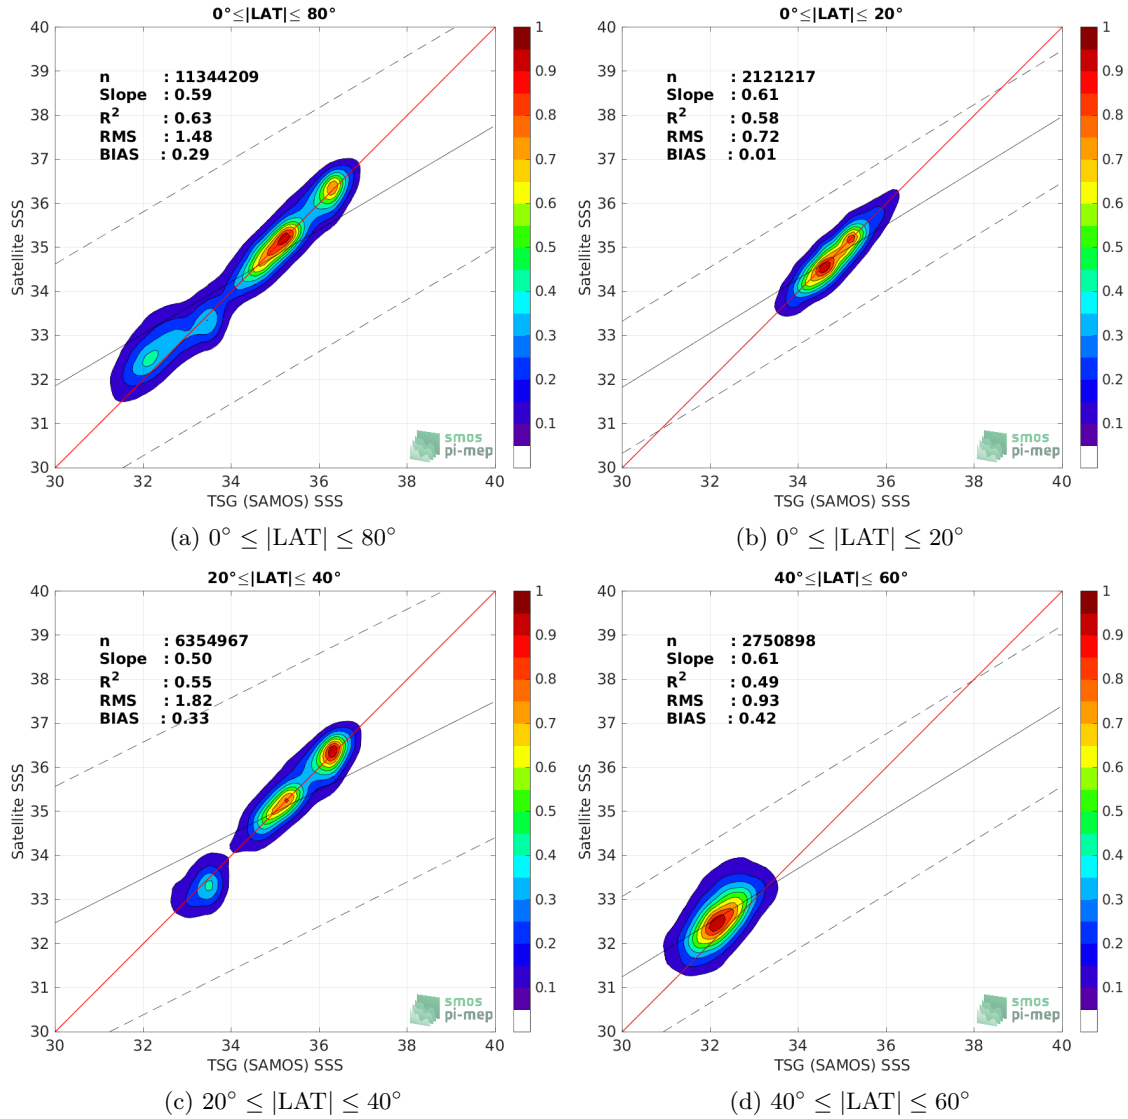 0°≤|LAT|≤ 80°
40
39
38
37
36
35
34
33
32
31
30
Satellite SSS
n : 11344209
Slope : 0.59
R² : 0.63
RMS : 1.48
BIAS : 0.29
smos
pi-mep
30 32 34 36 38 40
TSG (SAMOS) SSS
1
0.9
0.8
0.7
0.6
0.5
0.4
0.3
0.2
0.1
(a) 0° ≤ |LAT| ≤ 80°
0°≤|LAT|≤ 20°
40
39
38
37
36
35
34
33
32
31
30
Satellite SSS
n : 2121217
Slope : 0.61
R² : 0.58
RMS : 0.72
BIAS : 0.01
smos
pi-mep
30 32 34 36 38 40
TSG (SAMOS) SSS
1
0.9
0.8
0.7
0.6
0.5
0.4
0.3
0.2
0.1
(b) 0° ≤ |LAT| ≤ 20°
20°≤|LAT|≤ 40°
40
39
38
37
36
35
34
33
32
31
30
Satellite SSS
n : 6354967
Slope : 0.50
R² : 0.55
RMS : 1.82
BIAS : 0.33
smos
pi-mep
30 32 34 36 38 40
TSG (SAMOS) SSS
1
0.9
0.8
0.7
0.6
0.5
0.4
0.3
0.2
0.1
(c) 20° ≤ |LAT| ≤ 40°
40°≤|LAT|≤ 60°
40
39
38
37
36
35
34
33
32
31
30
Satellite SSS
n : 2750898
Slope : 0.61
R² : 0.49
RMS : 0.93
BIAS : 0.42
smos
pi-mep
30 32 34 36 38 40
TSG (SAMOS) SSS
1
0.9
0.8
0.7
0.6
0.5
0.4
0.3
0.2
0.1
(d) 40° ≤ |LAT| ≤ 60°